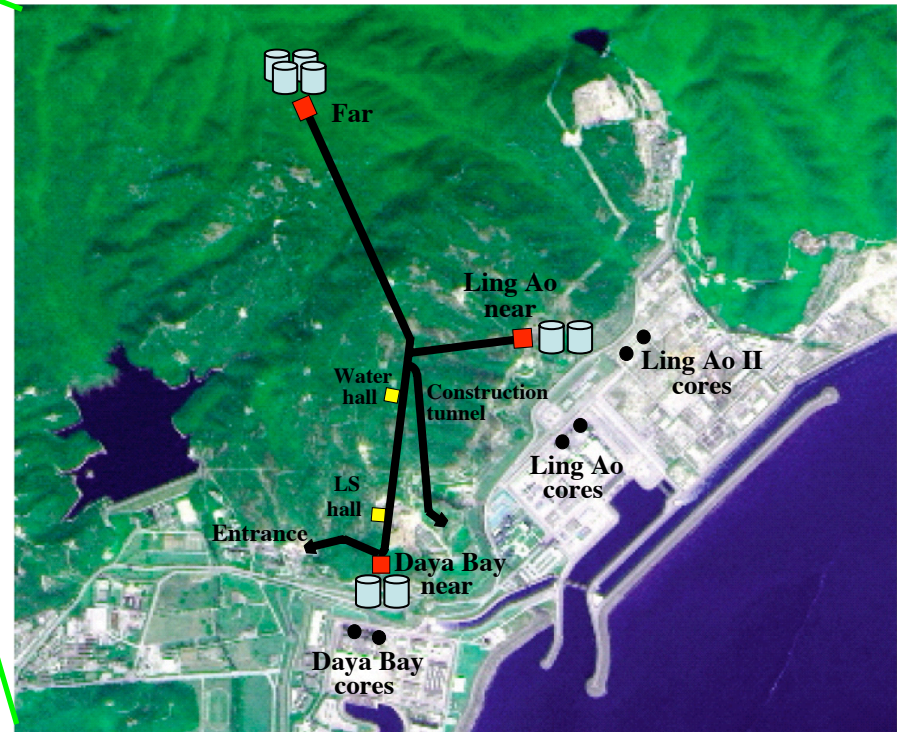 Far
Ling Ao
near
Ling Ao II
cores
Water
hall
Construction
tunnel
Ling Ao
cores
LS
hall
Entrance
Daya Bay
near
Daya Bay
cores